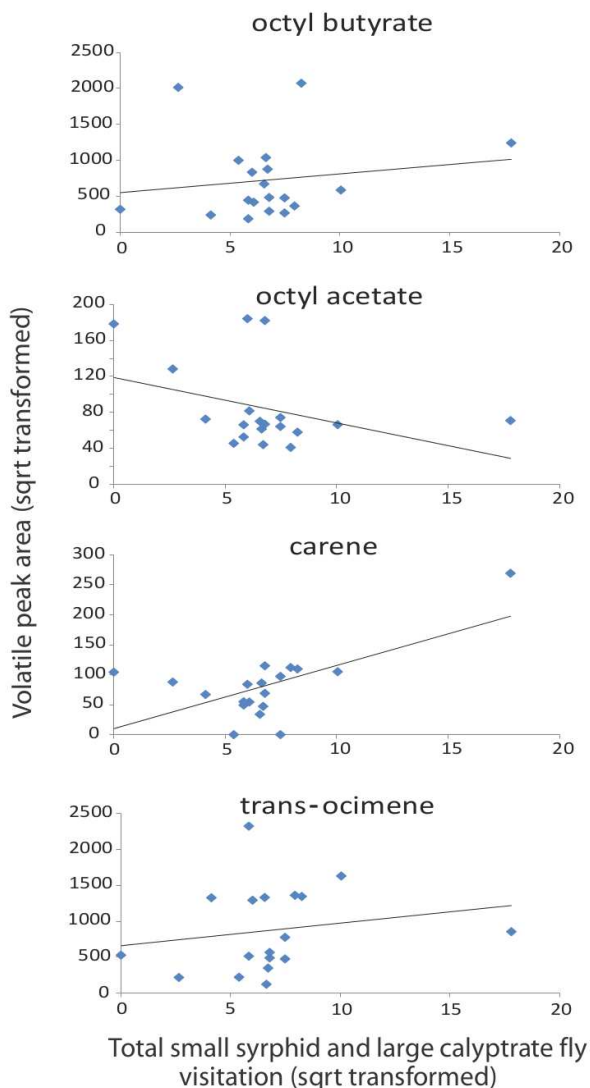 octyl butyrate
2500
2000
1500
1000
500
0
0 5 10 15 20
octyl acetate
200
160
120
80
40
0
0 5 10 15 20
carene
300
250
200
150
100
50
0
0 5 10 15 20
trans-ocimene
2500
2000
1500
1000
500
0
0 5 10 15 20
Volatile peak area (sqrt transformed)
Total small syrphid and large calyptrate fly
visitation (sqrt transformed)